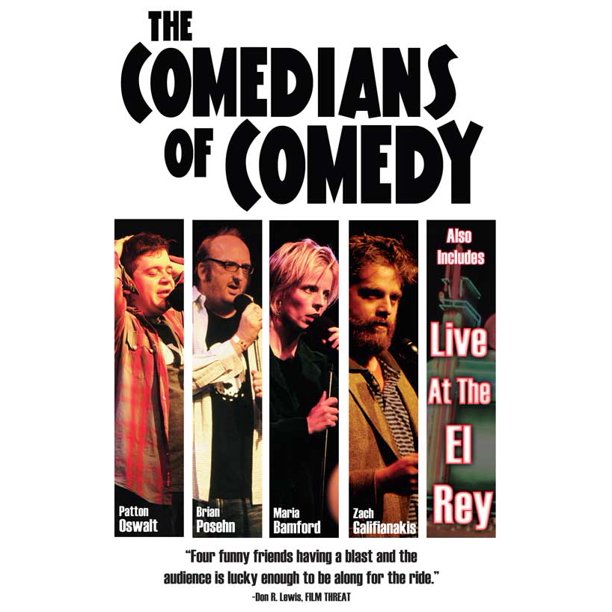 THE
COMEDIANS
OF COMEDY
Also
Includes
Live
At The
El
Rey
Patton
Oswalt
Brian
Posehn
Maria
Bamford
Zach
Galifianakis
“Four funny friends having a blast and the
audience is lucky enough to be along for the ride.”
-Don R. Lewis, FILM THREAT